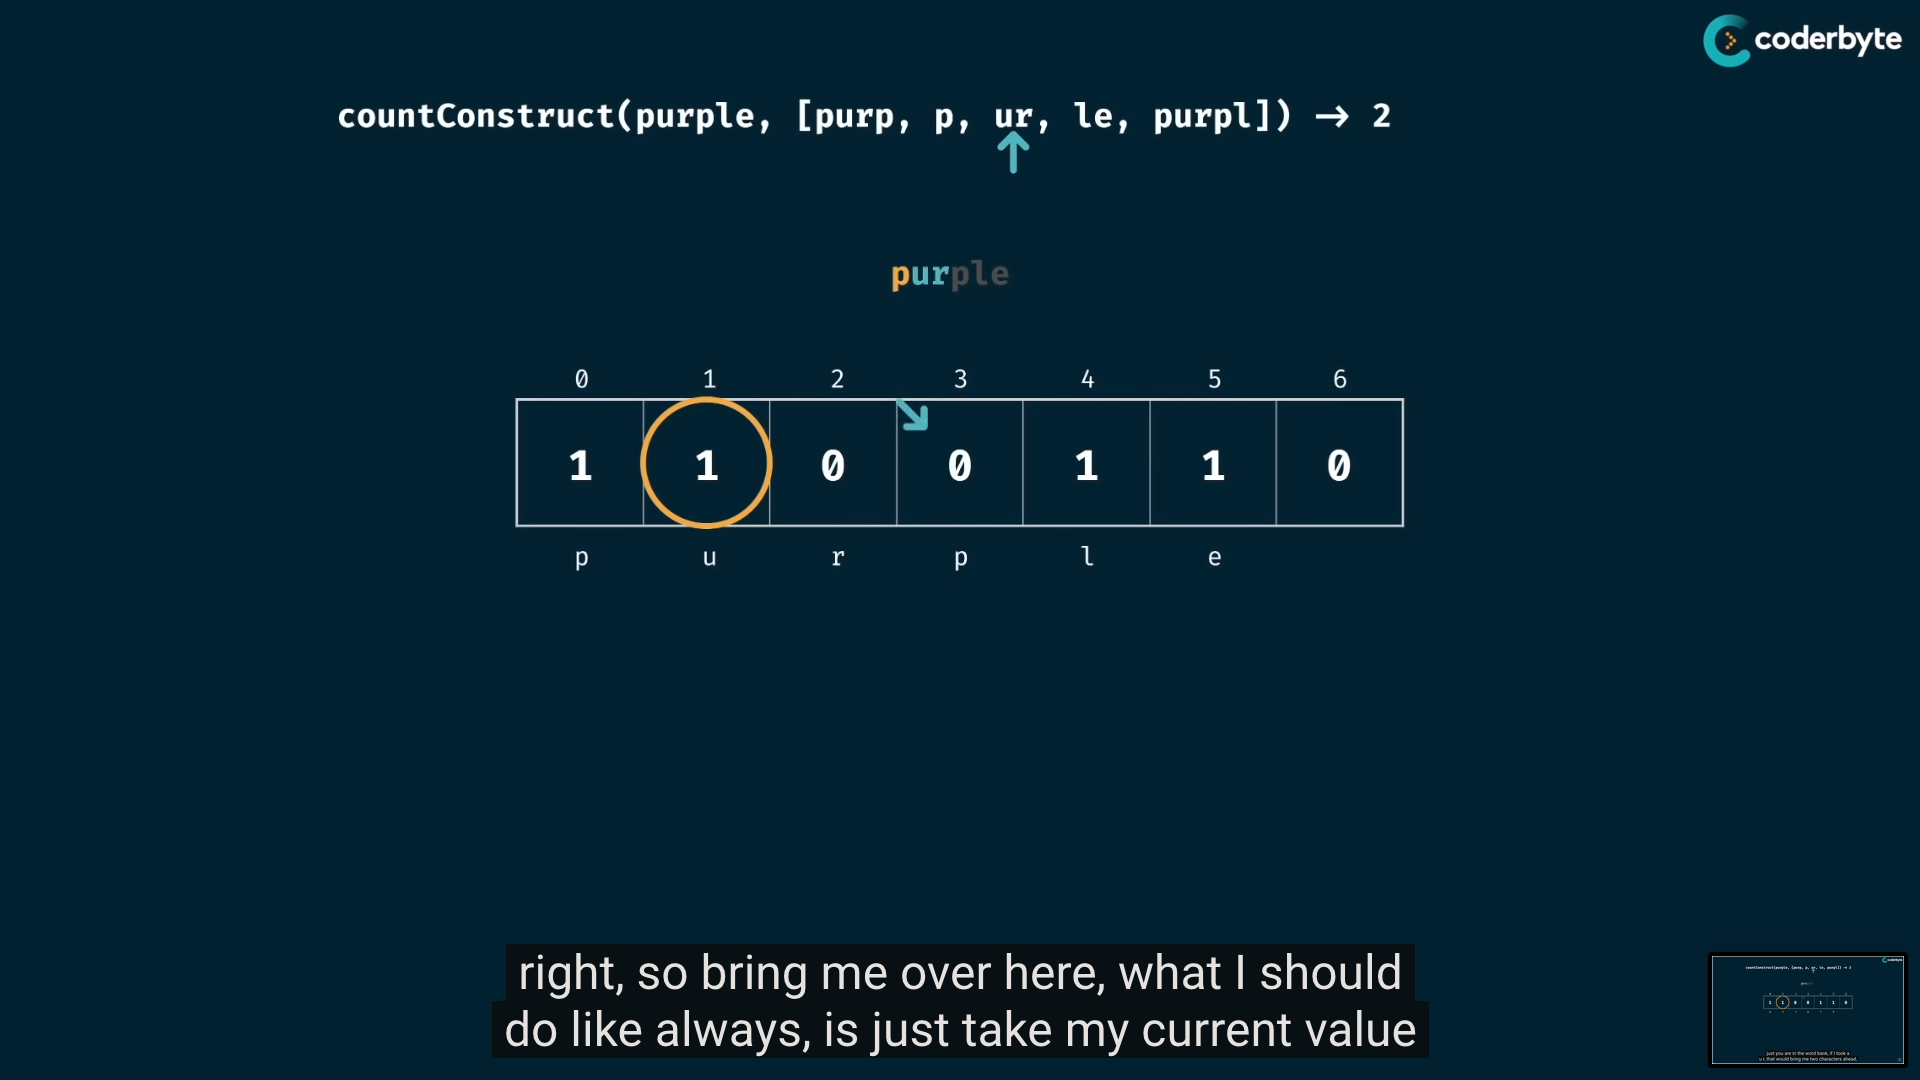 coderbyte
countConstruct(purple, [purp, p, ur, le, purpl]) → 2
purple
0 1 2 3 4 5 6
1 1 0 0 1 1 0
p u r p l e
right, so bring me over here, what I should
do like always, is just take my current value